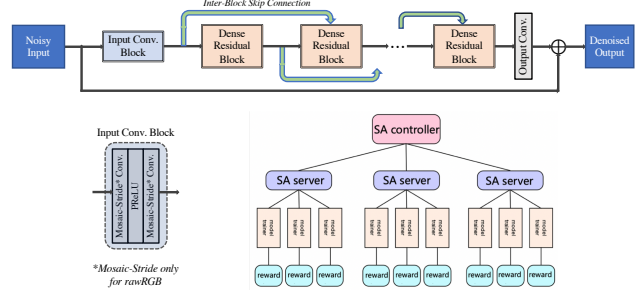 Inter-Block Skip Connection
Noisy
Input
Input Conv.
Block
Dense
Residual
Block
Dense
Residual
Block
...
Dense
Residual
Block
Output Conv.
Denoised
Output
Input Conv. Block
Mosaic-Stride* Conv.
PReLU
Mosaic-Stride* Conv.
*Mosaic-Stride only
for rawRGB
SA controller
SA server
SA server
SA server
model
trainer
model
trainer
model
trainer
model
trainer
model
trainer
model
trainer
model
trainer
model
trainer
model
trainer
reward
reward
reward
reward
reward
reward
reward
reward
reward